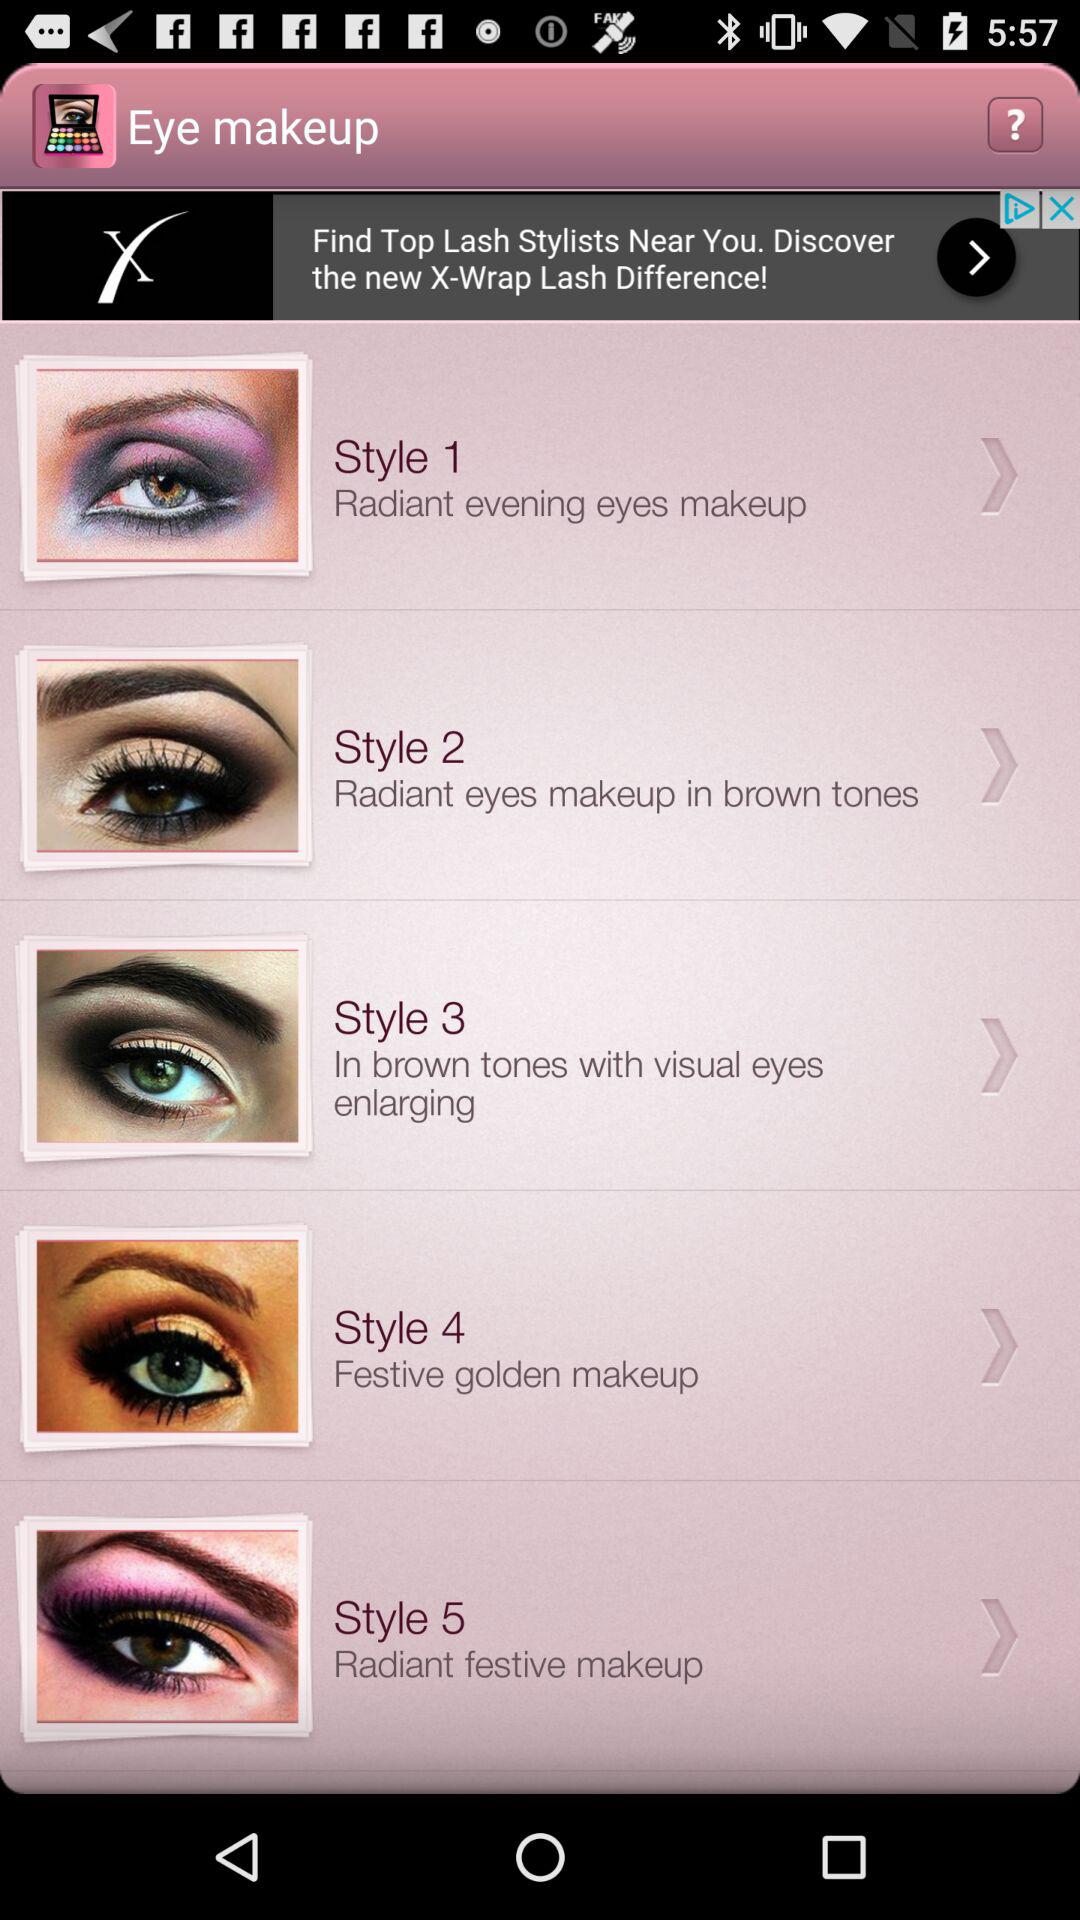 FAKE
5:57
Eye makeup
?
X
Find Top Lash Stylists Near You. Discover
the new X-Wrap Lash Difference!
Style 1
Radiant evening eyes makeup
Style 2
Radiant eyes makeup in brown tones
Style 3
In brown tones with visual eyes
enlarging
Style 4
Festive golden makeup
Style 5
Radiant festive makeup